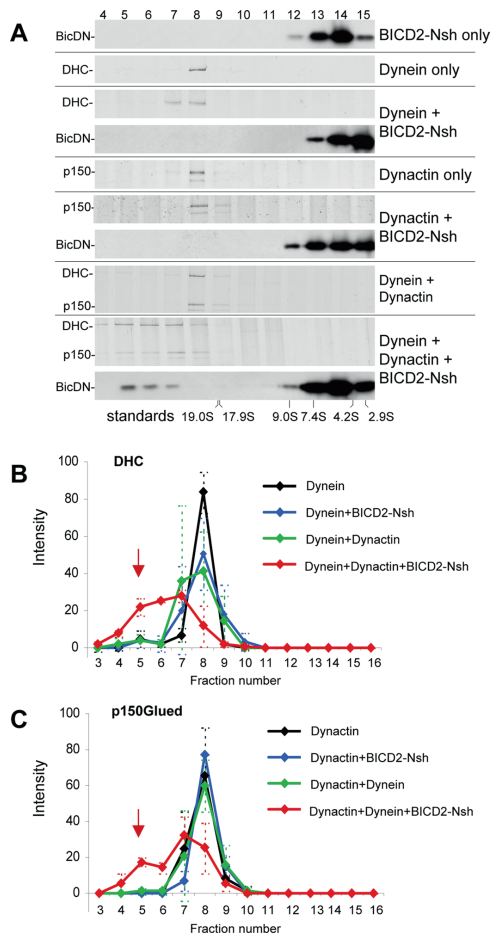 A
4 5 6 7 8 9 10 11 12 13 14 15
BicDN- BICD2-Nsh only
DHC- Dynein only
DHC-
Dynein +
BicDN- BICD2-Nsh
p150- Dynactin only
p150-
Dynactin +
BicDN- BICD2-Nsh
DHC-
Dynein +
Dynactin
p150-
DHC-
Dynein +
p150- Dynactin +
BICD2-Nsh
BicDN-
standards 19.0S 17.9S 9.0S 7.4S 4.2S 2.9S
B
DHC
Intensity
100
80
60
40
20
0
Dynein
Dynein+BICD2-Nsh
Dynein+Dynactin
Dynein+Dynactin+BICD2-Nsh
3 4 5 6 7 8 9 10 11 12 13 14 15 16
Fraction number
C
p150Glued
Intensity
100
80
60
40
20
0
Dynactin
Dynactin+BICD2-Nsh
Dynactin+Dynein
Dynactin+Dynein+BICD2-Nsh
3 4 5 6 7 8 9 10 11 12 13 14 15 16
Fraction number